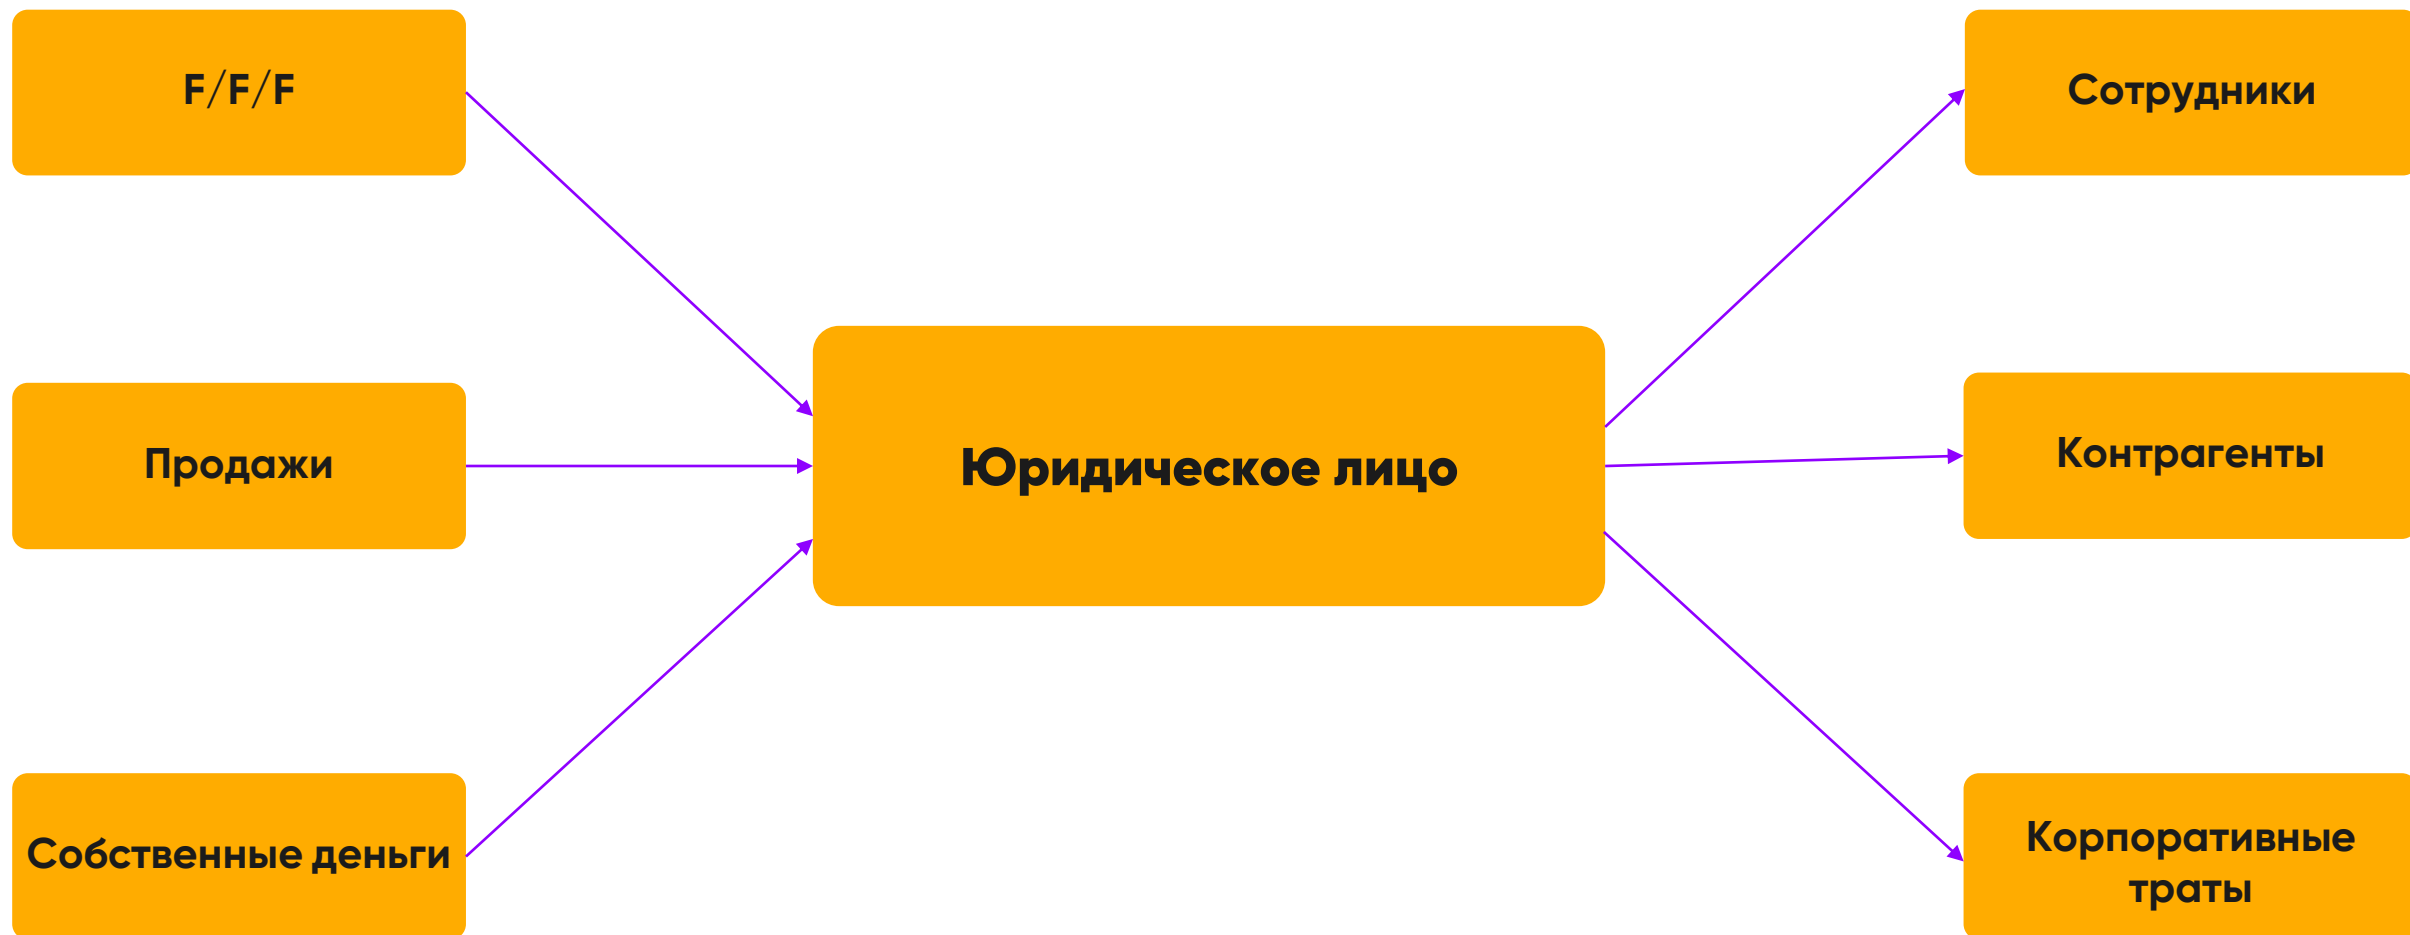 F/F/F
Сотрудники
Продажи
Юридическое лицо
Контрагенты
Собственные деньги
Корпоративные
траты